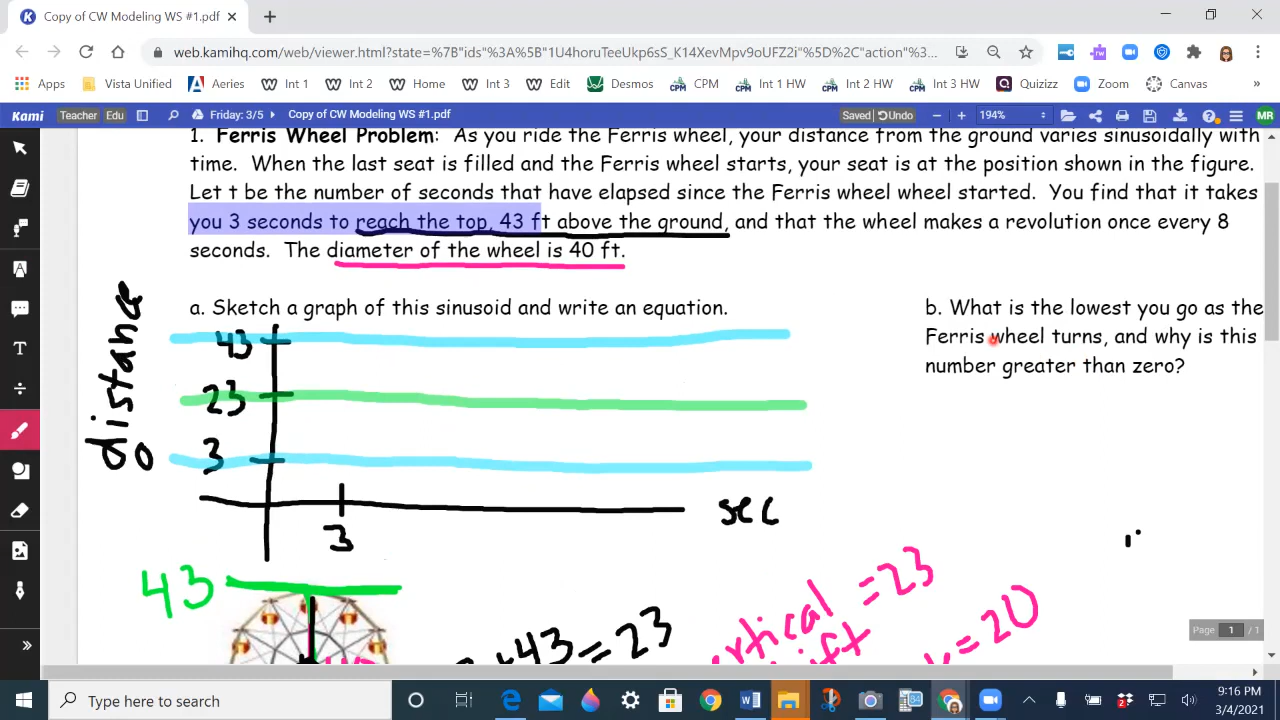 Copy of CW Modeling WS #1.pdf
web.kamihq.com/web/viewer.html?state=%7B"ids"%3A%5B"1U4horuTeeUkp6sS_K14XevMpv9oUFZ2i"%5D%2C"action"%3...
Apps Vista Unified Aeries Int 1 Int 2 Home Int 3 Edit Desmos CPM Int 1 HW Int 2 HW Int 3 HW Quizizz Zoom Canvas »
Kami Teacher Edu Friday: 3/5 Copy of CW Modeling WS #1.pdf Saved Undo 194% MR
1. Ferris Wheel Problem: As you ride the Ferris wheel, your distance from the ground varies sinusoidally with
time. When the last seat is filled and the Ferris wheel starts, your seat is at the position shown in the figure.
Let t be the number of seconds that have elapsed since the Ferris wheel wheel started. You find that it takes
you 3 seconds to reach the top, 43 ft above the ground, and that the wheel makes a revolution once every 8
seconds. The diameter of the wheel is 40 ft.
a. Sketch a graph of this sinusoid and write an equation.
b. What is the lowest you go as the
Ferris wheel turns, and why is this
number greater than zero?
distance
43
23
3
3
sec
43
+43=23
vertical =23
shift
=20
Page 1 / 1
Type here to search
9:16 PM
3/4/2021